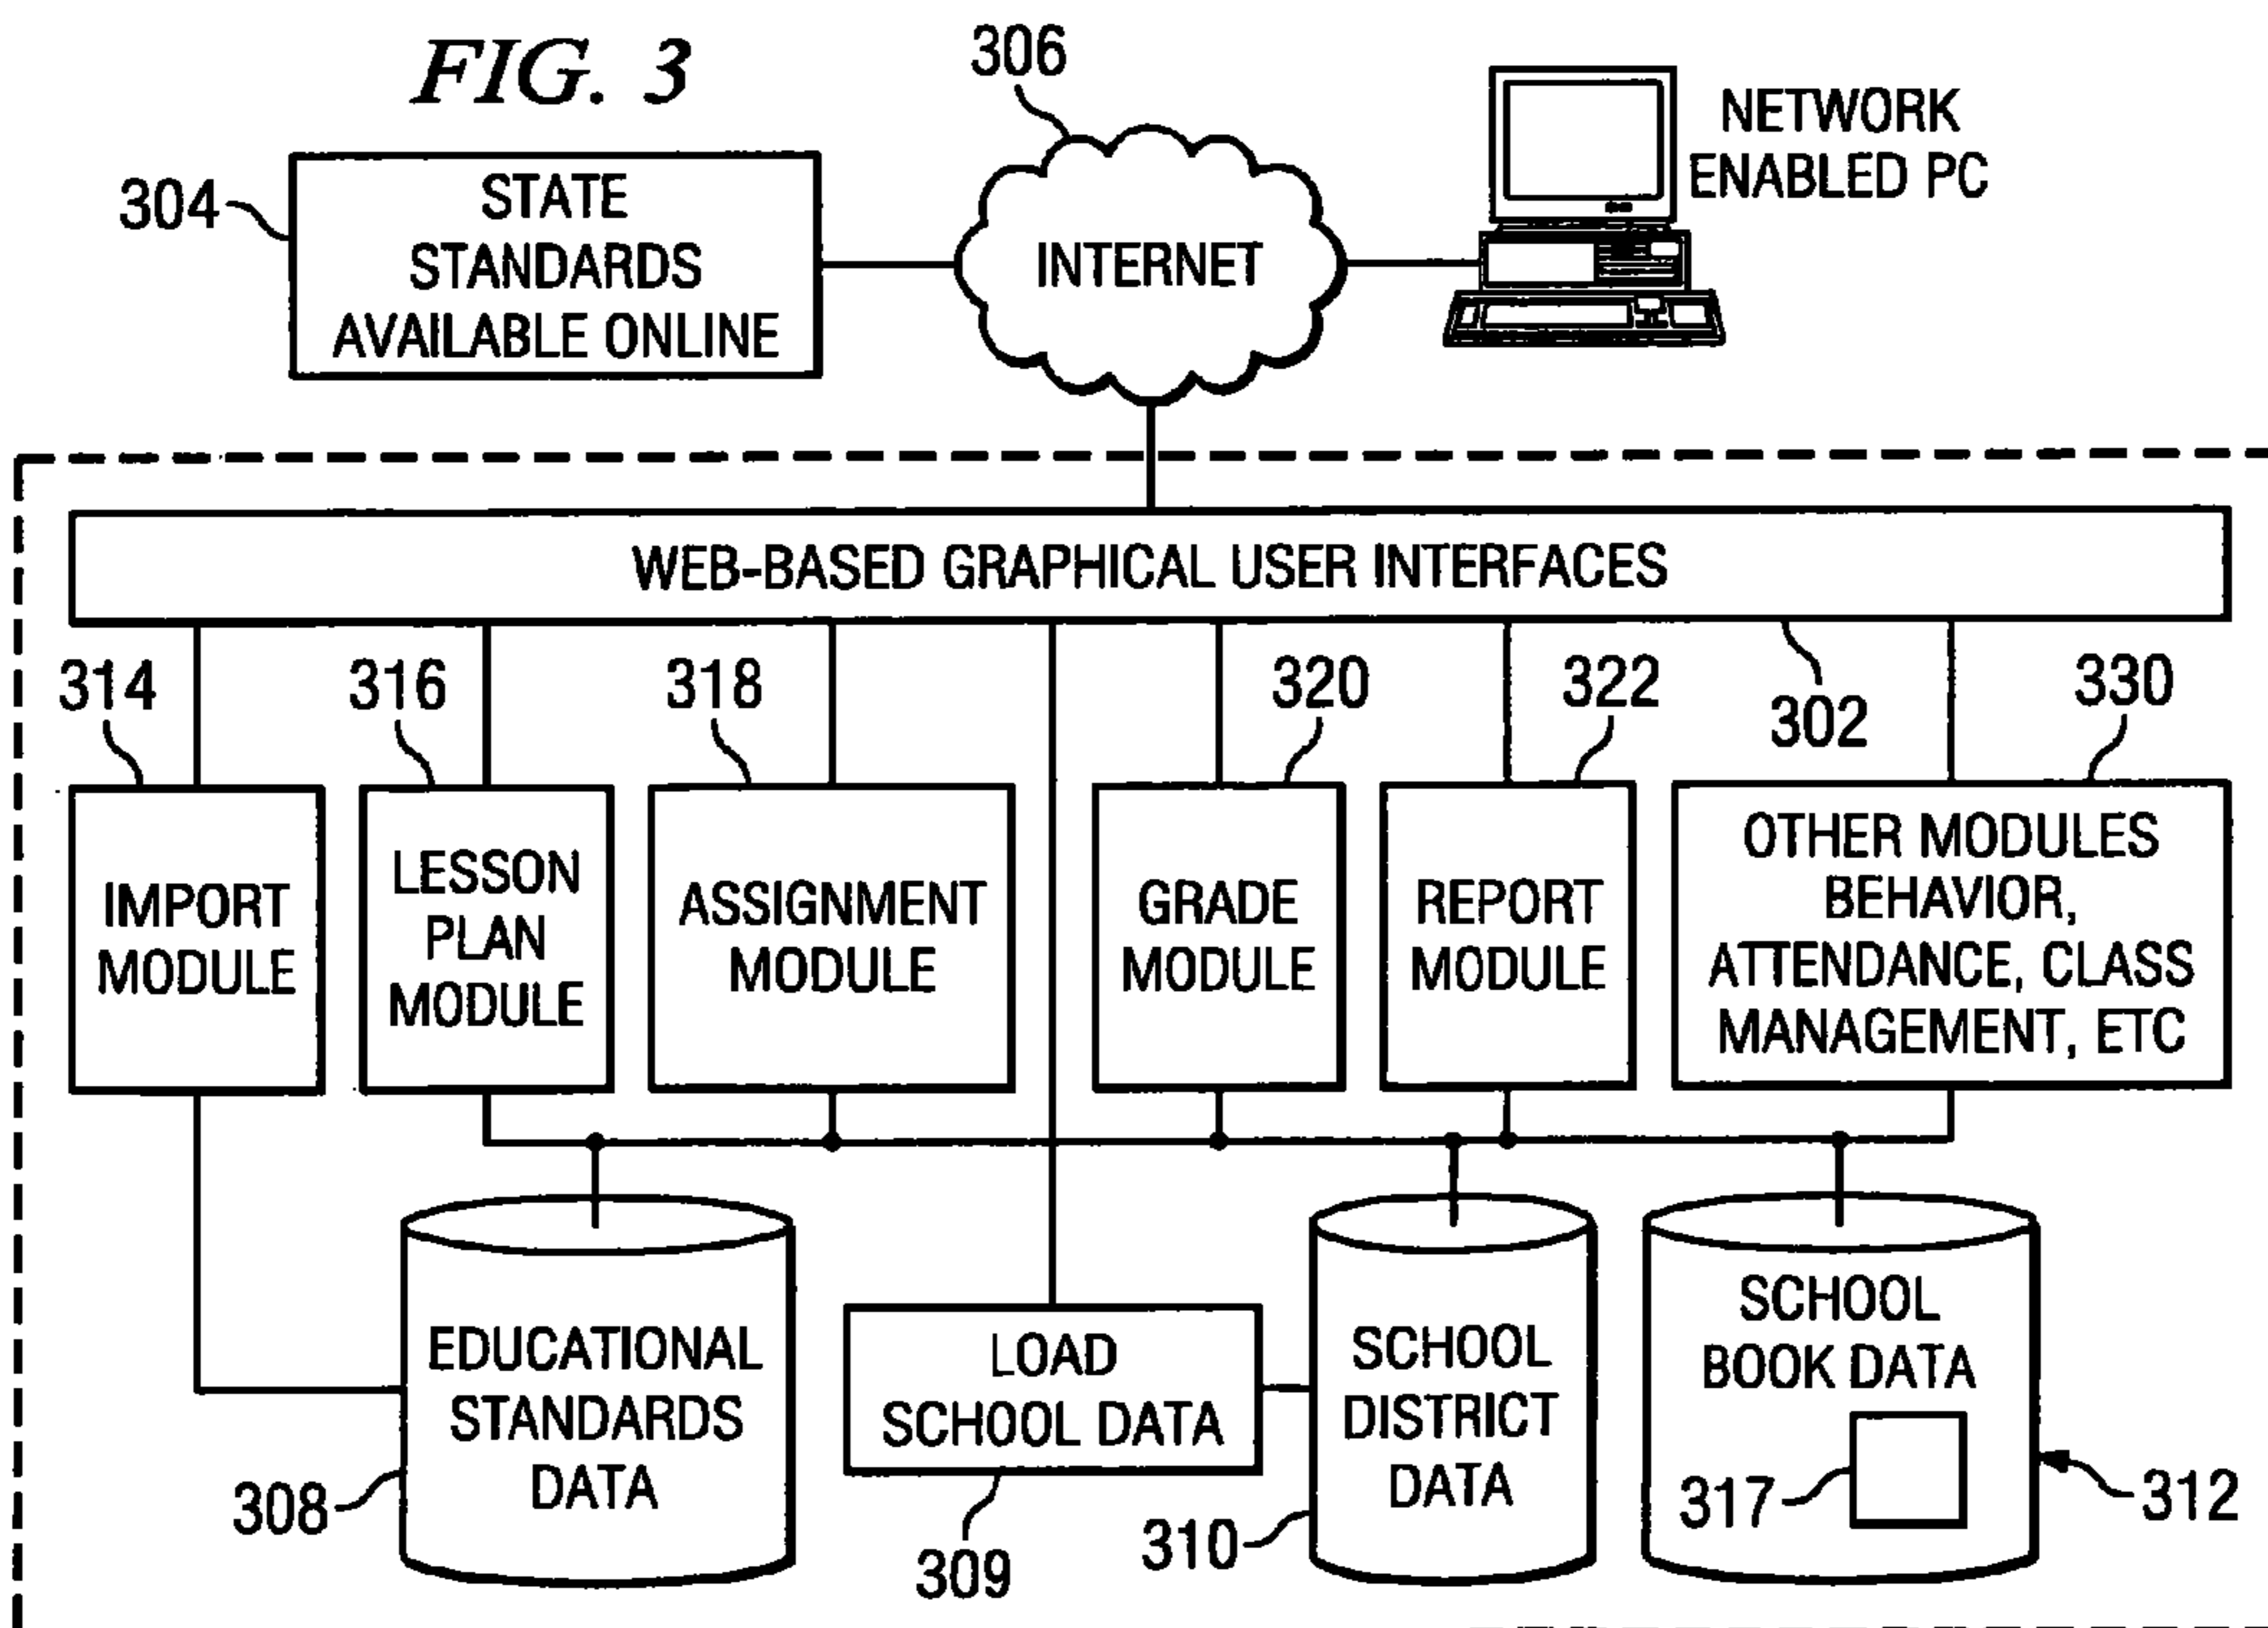 FIG. 3
306
NETWORK
ENABLED PC
304
STATE
STANDARDS
AVAILABLE ONLINE
INTERNET
WEB-BASED GRAPHICAL USER INTERFACES
314
316
318
320
322
302
330
IMPORT
MODULE
LESSON
PLAN
MODULE
ASSIGNMENT
MODULE
GRADE
MODULE
REPORT
MODULE
OTHER MODULES
BEHAVIOR,
ATTENDANCE, CLASS
MANAGEMENT, ETC
EDUCATIONAL
STANDARDS
DATA
308
LOAD
SCHOOL DATA
309
SCHOOL
DISTRICT
DATA
310
SCHOOL
BOOK DATA
317
312